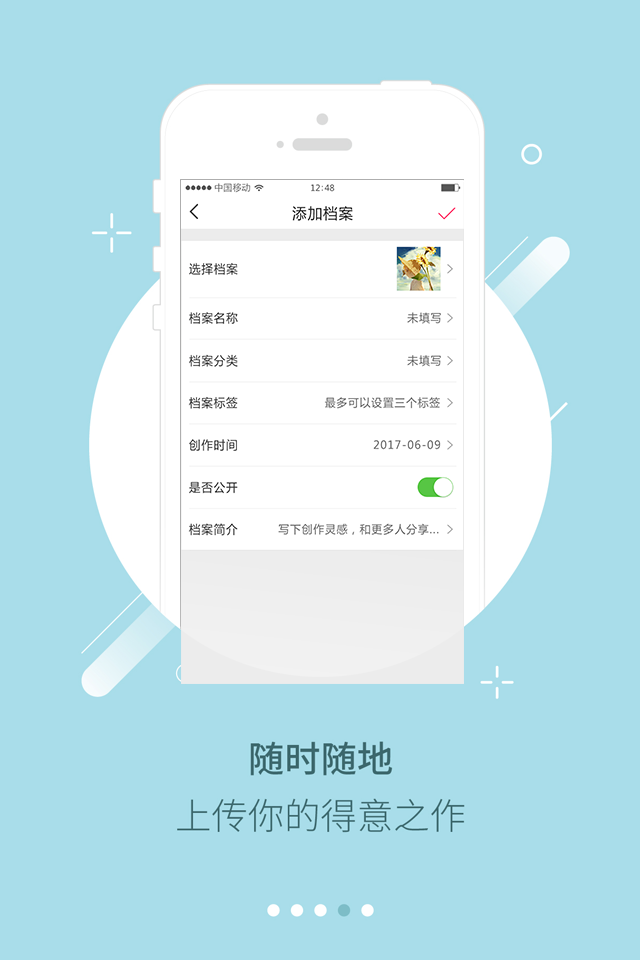 中国移动 12:48
添加档案
选择档案
档案名称 未填写
档案分类 未填写
档案标签 最多可以设置三个标签
创作时间 2017-06-09
是否公开
档案简介 写下创作灵感，和更多人分享...
随时随地
上传你的得意之作